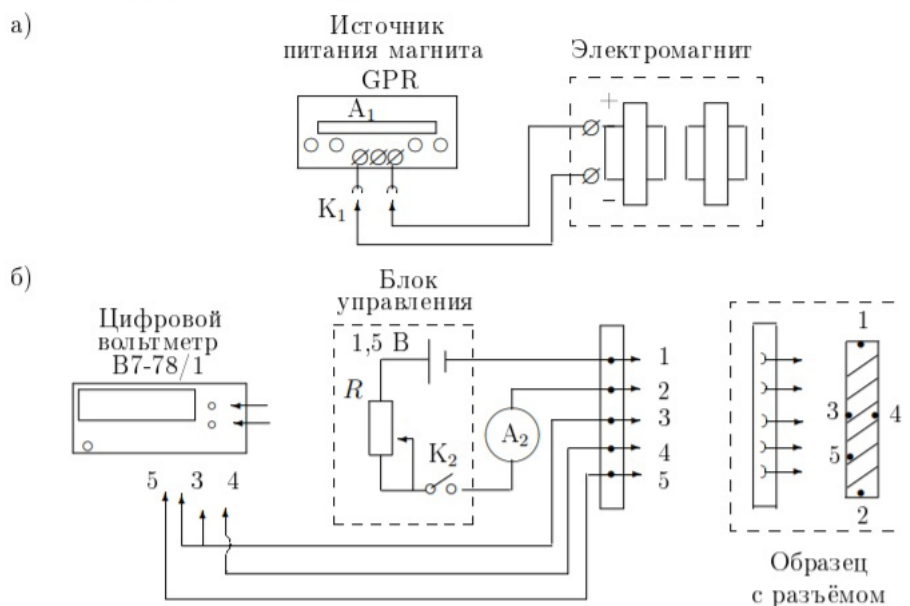 а)
Источник
питания магнита
GPR
A₁
K₁
Электромагнит
+
−
б)
Цифровой
вольтметр
В7-78/1
5 3 4
Блок
управления
1,5 В
R
K₂
A₂
1
2
3
4
5
1
3
4
5
2
Образец
с разъёмом